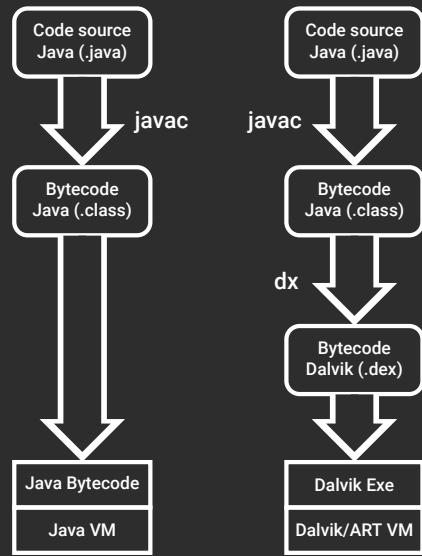 Code source
Java (.java)
javac
Bytecode
Java (.class)
Java Bytecode
Java VM
Code source
Java (.java)
javac
Bytecode
Java (.class)
dx
Bytecode
Dalvik (.dex)
Dalvik Exe
Dalvik/ART VM